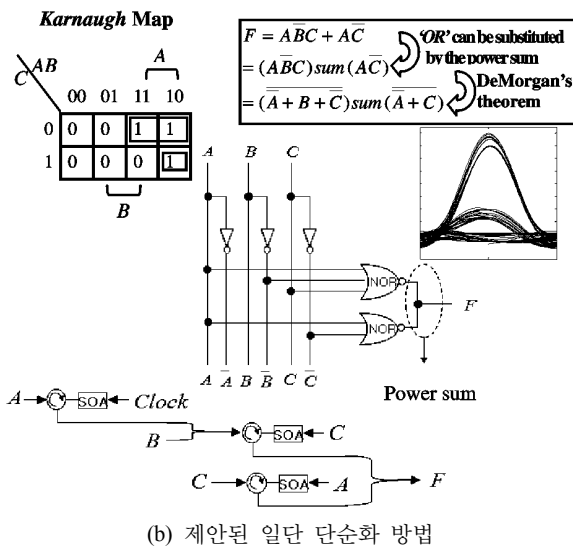 Karnaugh Map
AB
C
A
00 01 11 10
0 0 0 1 1
1 0 0 0 1
B
F = AB̅C + AC̅
= (AB̅C) sum (AC̅)
= (A̅ + B + C̅) sum (A̅ + C)
'OR' can be substituted
by the power sum
DeMorgan's
theorem
A B C
NOR
NOR
F
A A̅ B B̅ C C̅
Power sum
A SOA Clock
B SOA C
C SOA A
F
(b) 제안된 일단 단순화 방법